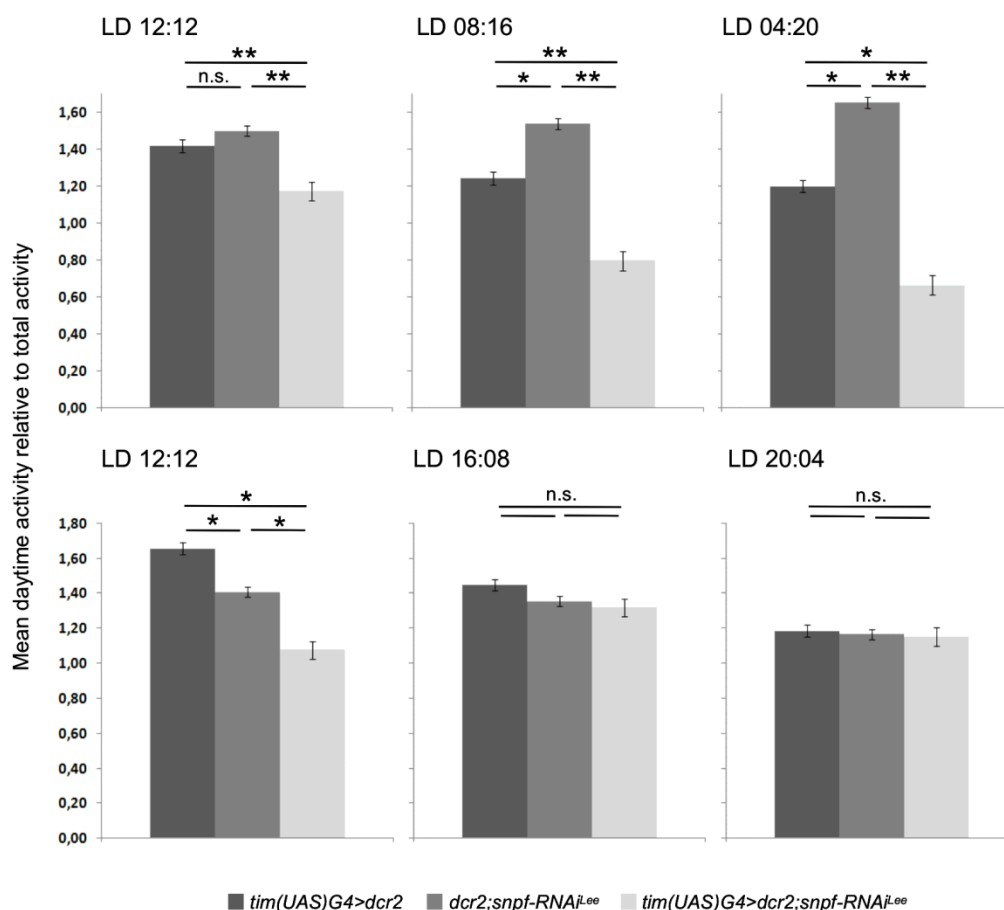 LD 12:12
LD 08:16
LD 04:20
**
n.s.
**
**
*
**
*
*
**
1,60
1,40
1,20
1,00
0,80
0,60
0,40
0,20
0,00
Mean daytime activity relative to total activity
LD 12:12
LD 16:08
LD 20:04
*
*
*
n.s.
n.s.
1,80
1,60
1,40
1,20
1,00
0,80
0,60
0,40
0,20
0,00
tim(UAS)G4>dcr2
dcr2;snpf-RNAiLee
tim(UAS)G4>dcr2;snpf-RNAiLee